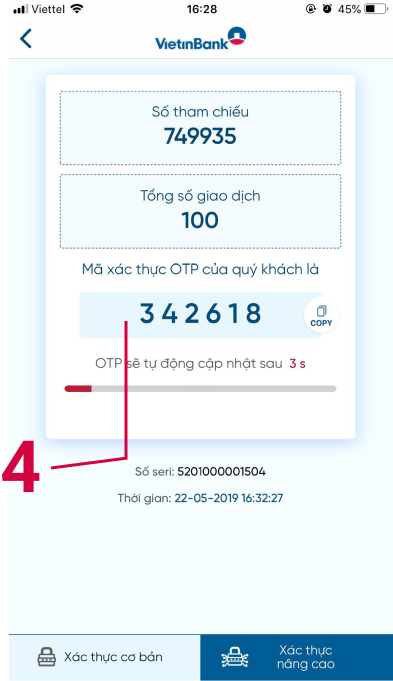 Viettel 16:28 45%
VietinBank
Số tham chiếu
749935
Tổng số giao dịch
100
Mã xác thực OTP của quý khách là
342618
COPY
OTP sẽ tự động cập nhật sau 3 s
4
Số seri: 5201000001504
Thời gian: 22-05-2019 16:32:27
Xác thực cơ bản
Xác thực
nâng cao